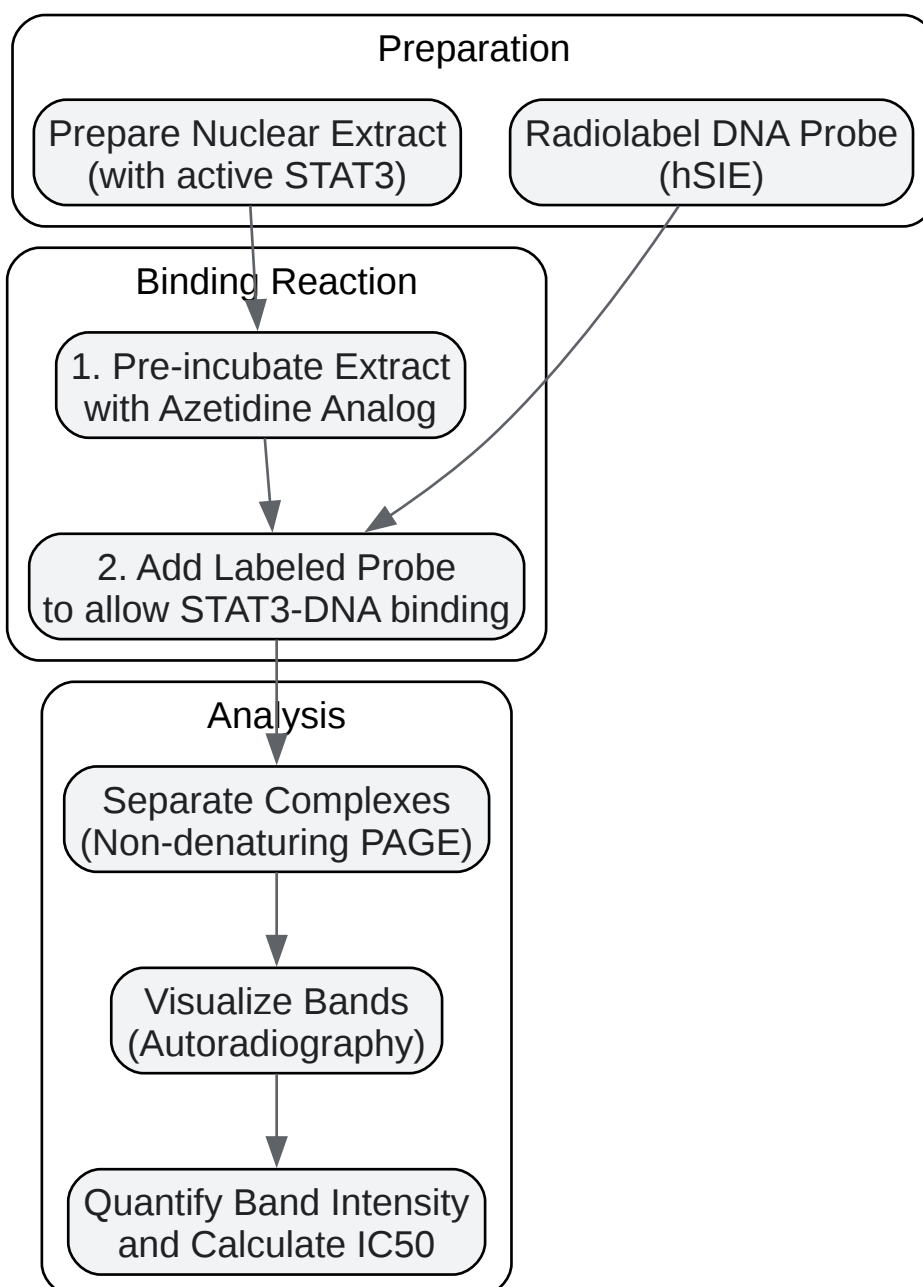 Preparation
Prepare Nuclear Extract
(with active STAT3)
Radiolabel DNA Probe
(hSIE)
Binding Reaction
1. Pre-incubate Extract
with Azetidine Analog
2. Add Labeled Probe
to allow STAT3-DNA binding
Analysis
Separate Complexes
(Non-denaturing PAGE)
Visualize Bands
(Autoradiography)
Quantify Band Intensity
and Calculate IC50